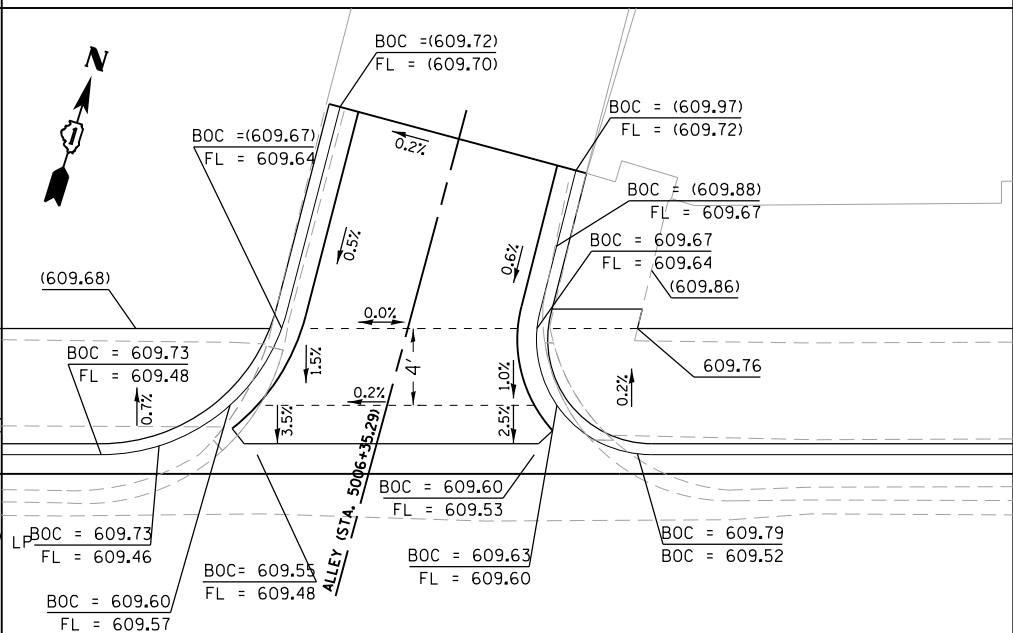 BOC =(609.72)
FL = (609.70)
N
1
BOC =(609.67)
FL = 609.64
0.2%
BOC = (609.97)
FL = (609.72)
BOC = (609.88)
FL = 609.67
BOC = 609.67
FL = 609.64
(609.86)
0.5%
0.6%
(609.68)
0.0%
BOC = 609.73
FL = 609.48
1.5%
4'
1.0%
609.76
0.7%
0.2%
0.2%
3.5%
2.5%
ALLEY (STA. 5006+35.29)
BOC = 609.60
FL = 609.53
LP
BOC = 609.73
FL = 609.46
BOC= 609.55
FL = 609.48
BOC = 609.63
FL = 609.60
BOC = 609.79
BOC = 609.52
BOC = 609.60
FL = 609.57